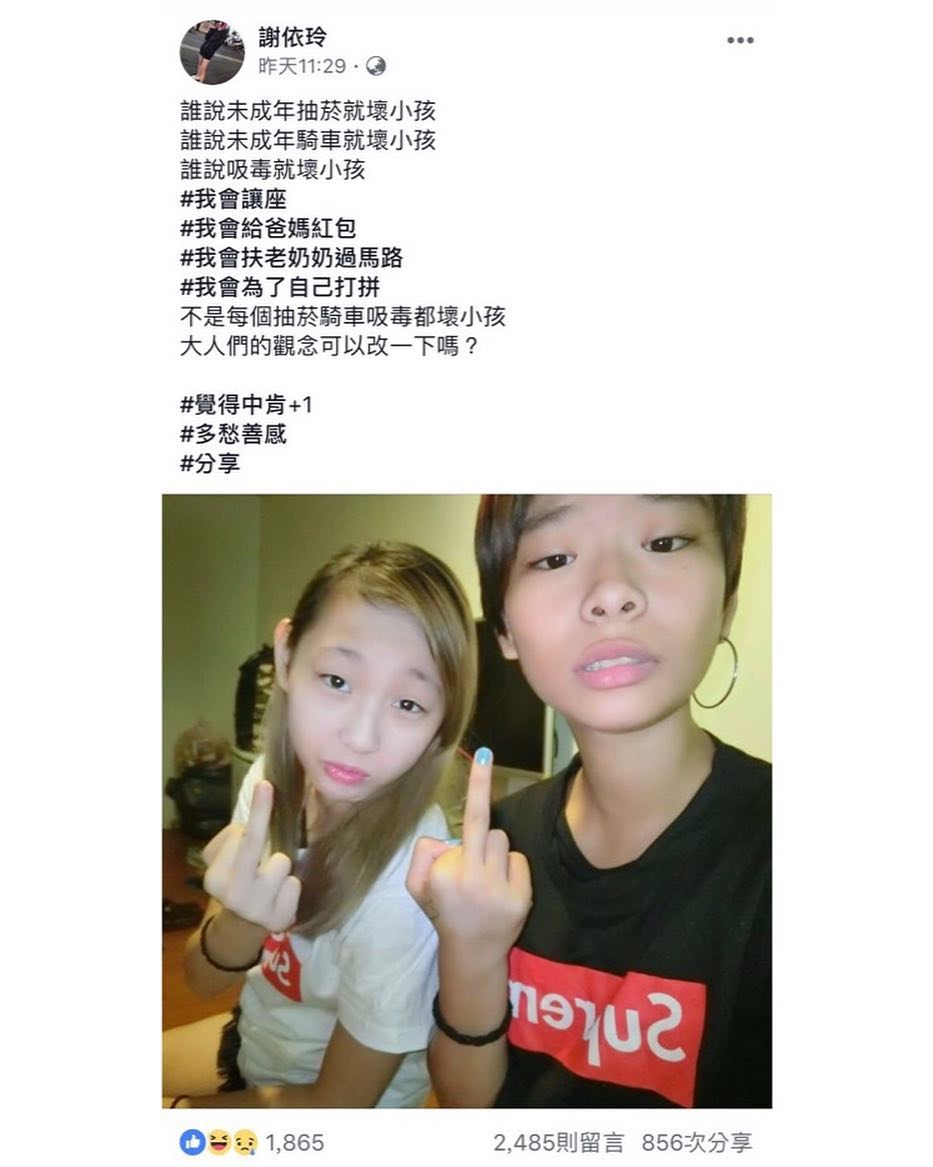 謝依玲
昨天11:29 ·
誰說未成年抽菸就壞小孩
誰說未成年騎車就壞小孩
誰說吸毒就壞小孩
#我會讓座
#我會給爸媽紅包
#我會扶老奶奶過馬路
#我會為了自己打拼
不是每個抽菸騎車吸毒都壞小孩
大人們的觀念可以改一下嗎？
#覺得中肯+1
#多愁善感
#分享
Su
Suprem
1,865
2,485則留言 856次分享